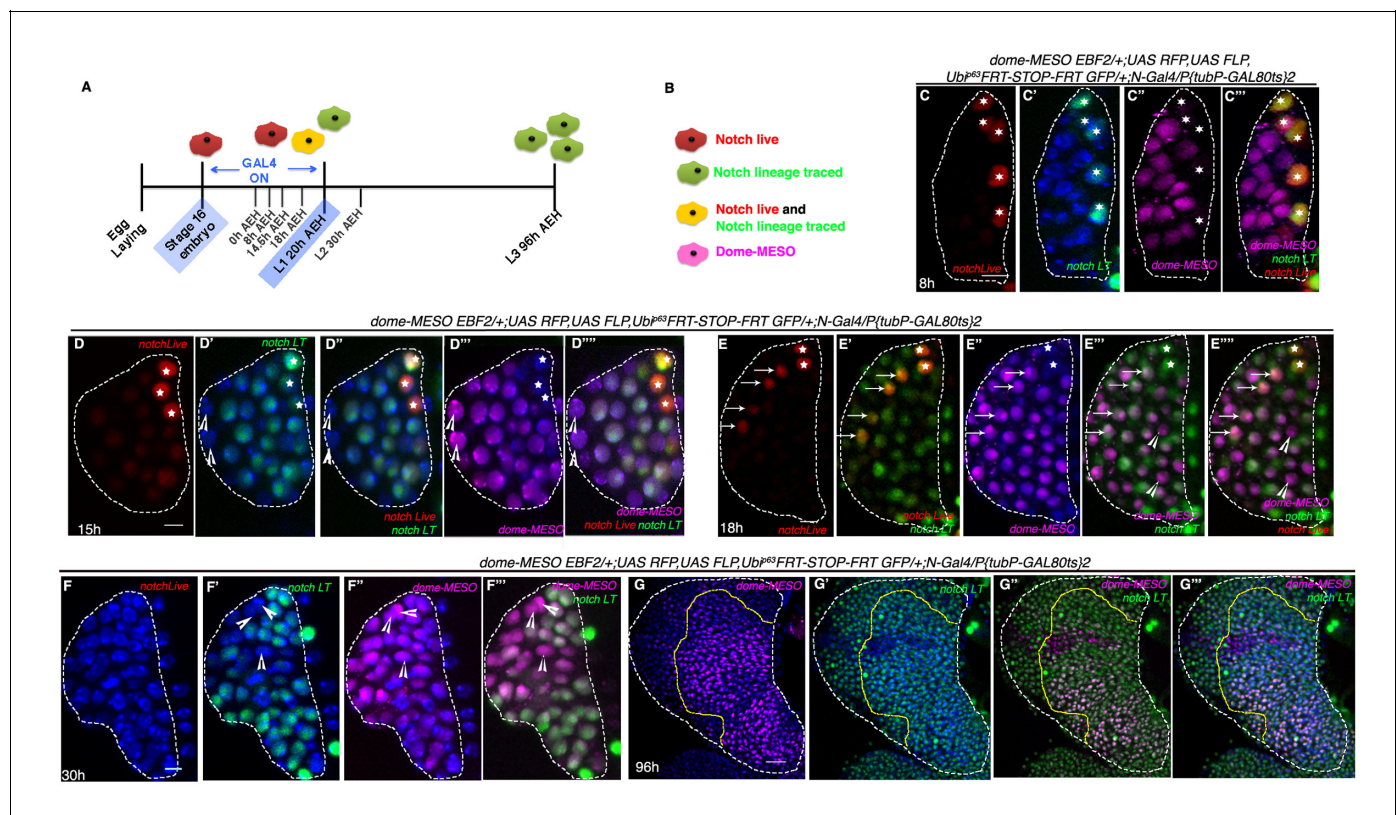 A
GAL4
ON
Egg
Laying
Stage 16
embryo
0h AEH
8h AEH
14.5h AEH
18h AEH
L1 20h AEH
L2 30h AEH
L3 96h AEH
B
Notch live
Notch lineage traced
Notch live and
Notch lineage traced
Dome-MESO
dome-MESO EBF2/+;UAS RFP,UAS FLP,
Ubip63FRT-STOP-FRT GFP/+;N-Gal4/P{tubP-GAL80ts}2
C
C'
C''
C'''
8h
notchLive
notch LT
dome-MESO
dome-MESO
notch LT
notch Live
dome-MESO EBF2/+;UAS RFP,UAS FLP,Ubip63FRT-STOP-FRT GFP/+;N-Gal4/P{tubP-GAL80ts}2
D
notchLive
D'
notch LT
D''
D'''
D''''
15h
notch Live
notch LT
dome-MESO
dome-MESO
notch Live notch LT
E
E'
E''
E'''
E''''
18h
notchLive
notch Live
notch LT
dome-MESO
dome-MESO
notch LT
dome-MESO
notch LT
notch Live
dome-MESO EBF2/+;UAS RFP,UAS FLP,Ubip63FRT-STOP-FRT GFP/+;N-Gal4/P{tubP-GAL80ts}2
F
notchLive
F'
notch LT
F''
dome-MESO
F'''
dome-MESO
notch LT
30h
G
dome-MESO
G'
notch LT
G''
dome-MESO
notch LT
G'''
dome-MESO
notch LT
96h